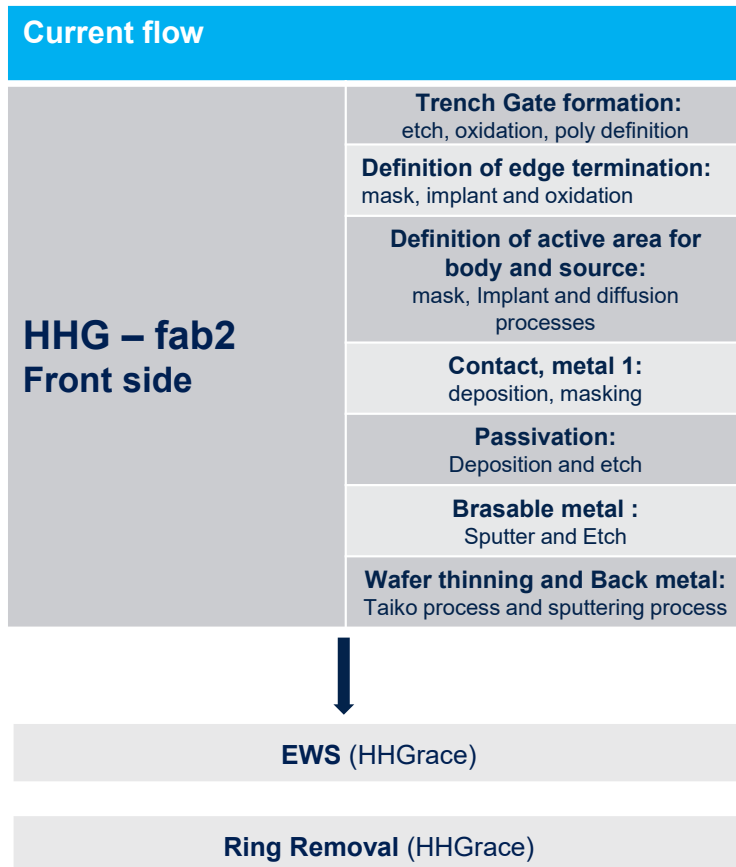 Current flow
HHG – fab2
Front side
Trench Gate formation:
etch, oxidation, poly definition
Definition of edge termination:
mask, implant and oxidation
Definition of active area for
body and source:
mask, Implant and diffusion
processes
Contact, metal 1:
deposition, masking
Passivation:
Deposition and etch
Brasable metal :
Sputter and Etch
Wafer thinning and Back metal:
Taiko process and sputtering process
EWS (HHGrace)
Ring Removal (HHGrace)